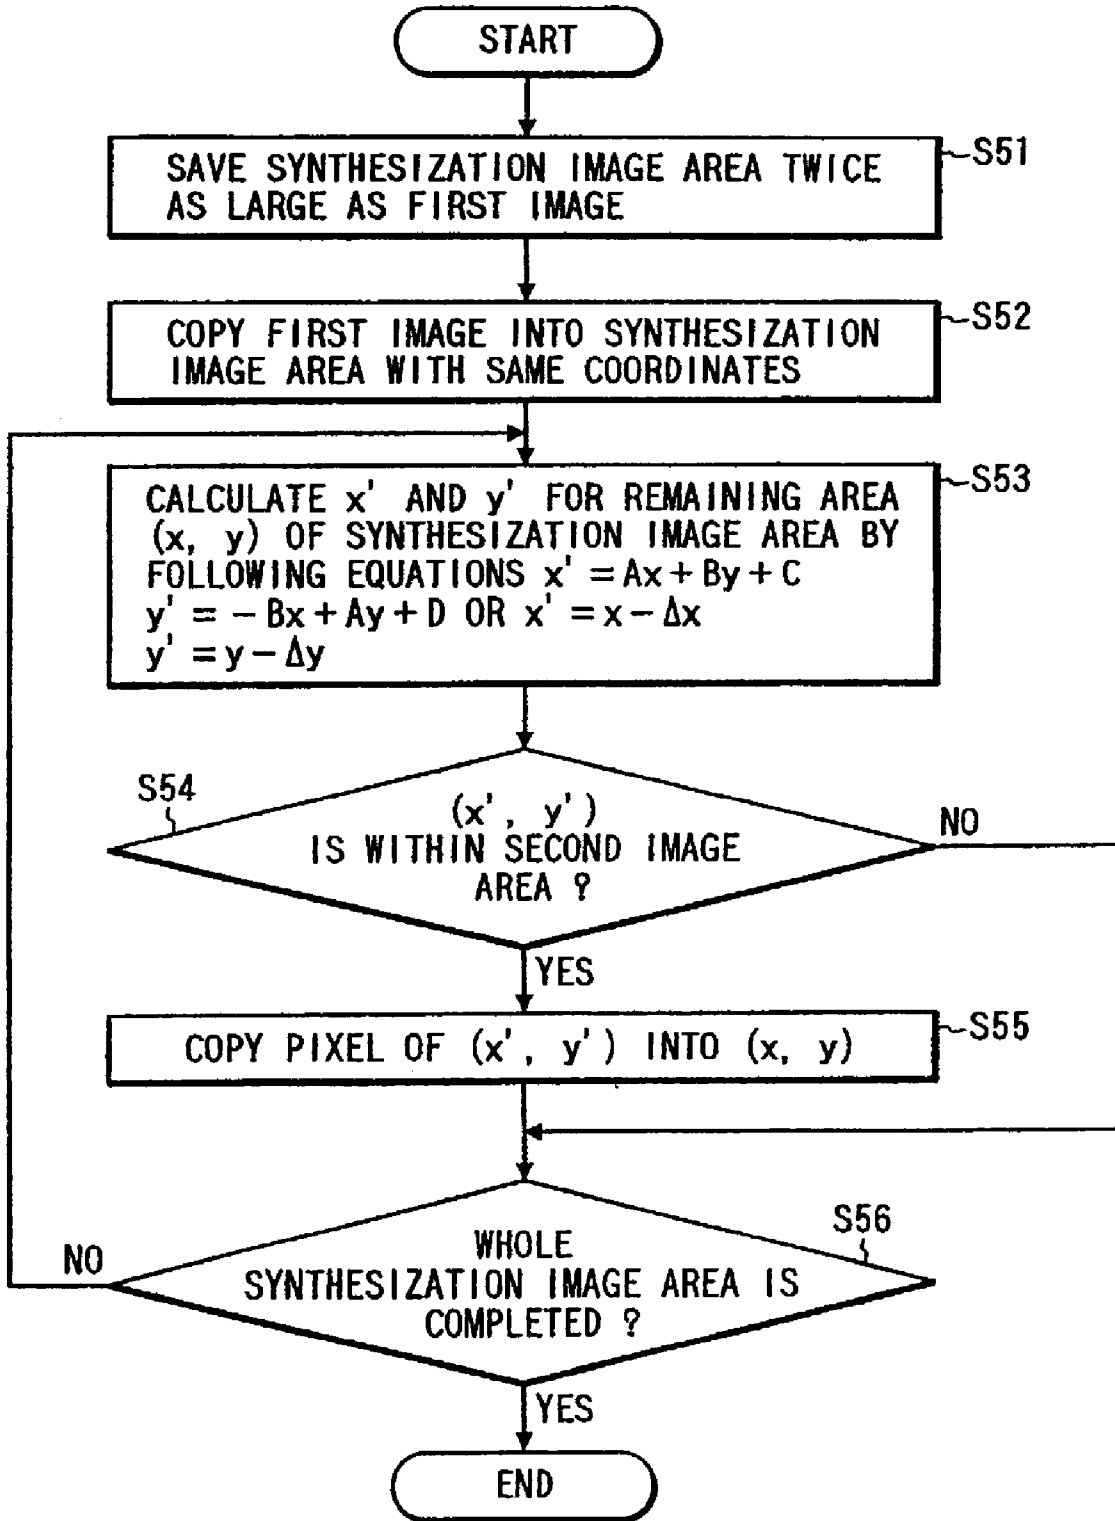 START
SAVE SYNTHESIZATION IMAGE AREA TWICE
AS LARGE AS FIRST IMAGE
S51
COPY FIRST IMAGE INTO SYNTHESIZATION
IMAGE AREA WITH SAME COORDINATES
S52
CALCULATE x' AND y' FOR REMAINING AREA
(x, y) OF SYNTHESIZATION IMAGE AREA BY
FOLLOWING EQUATIONS x' = Ax + By + C
y' = - Bx + Ay + D OR x' = x - Δx
y' = y - Δy
S53
S54
(x', y')
IS WITHIN SECOND IMAGE
AREA ?
NO
YES
COPY PIXEL OF (x', y') INTO (x, y)
S55
S56
WHOLE
SYNTHESIZATION IMAGE AREA IS
COMPLETED ?
NO
YES
END